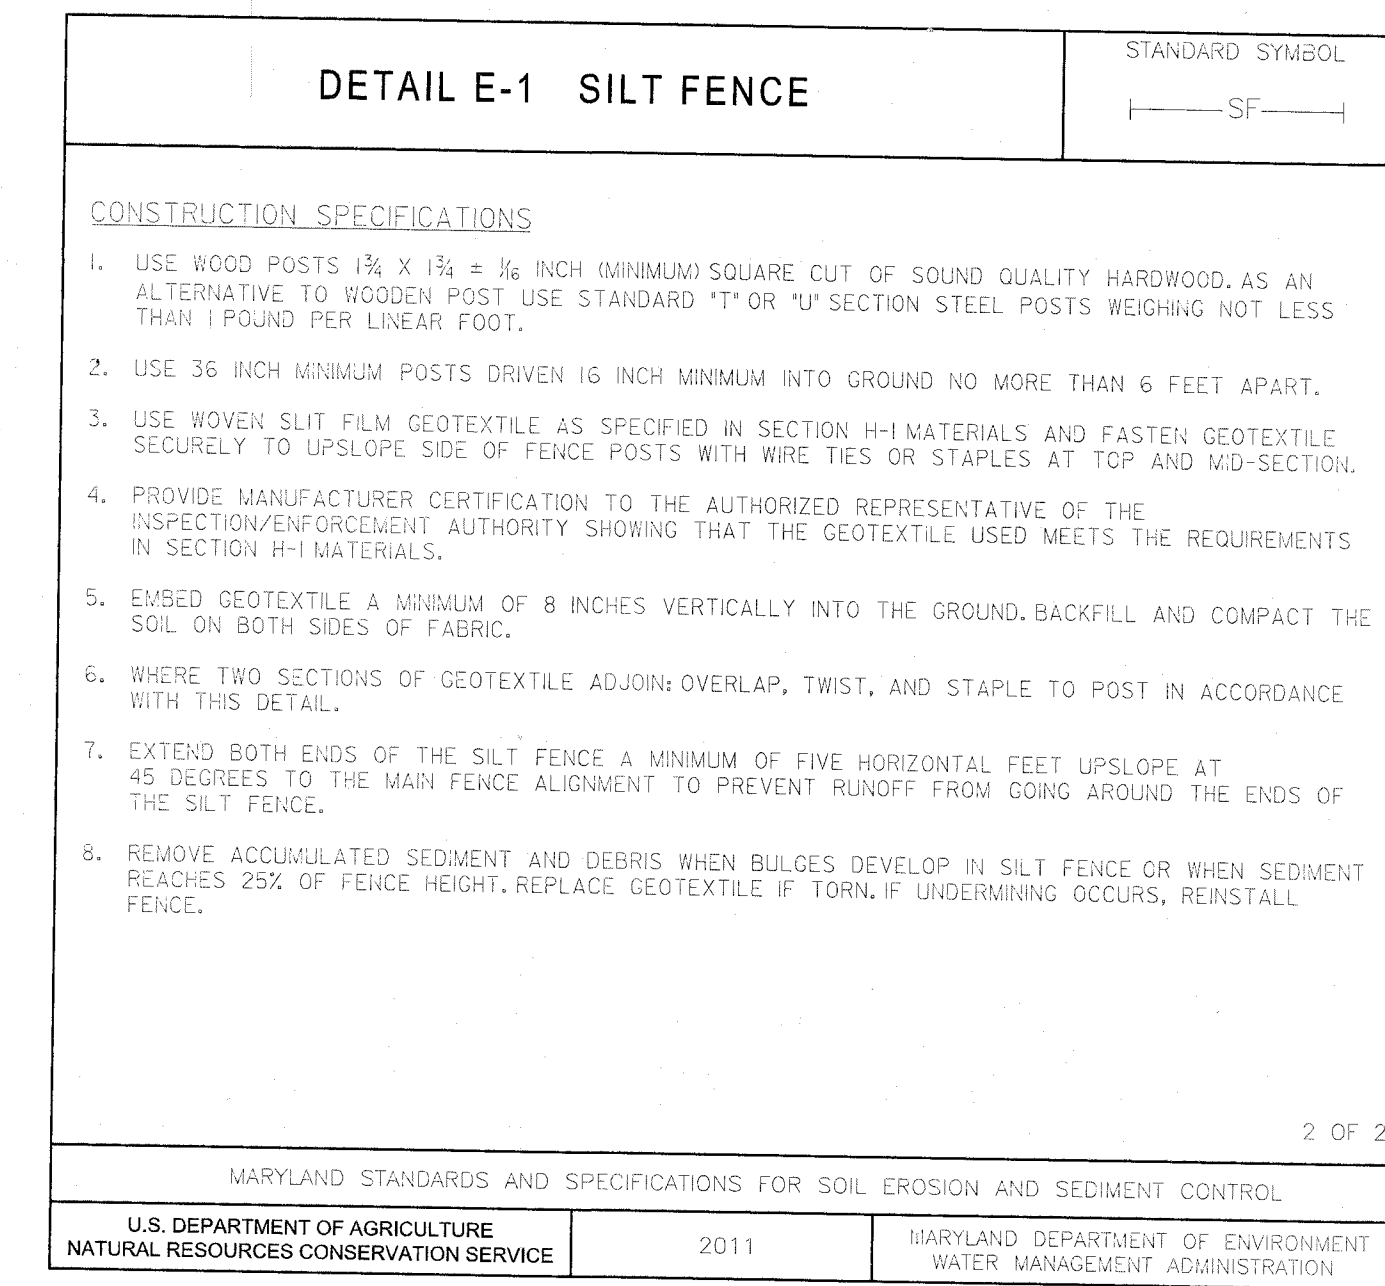 DETAIL E-1 SILT FENCE
STANDARD SYMBOL
SF
CONSTRUCTION SPECIFICATIONS
1. USE WOOD POSTS 1¾ X 1¾ ± 1/16 INCH (MINIMUM) SQUARE CUT OF SOUND QUALITY HARDWOOD. AS AN
ALTERNATIVE TO WOODEN POST USE STANDARD "T" OR "U" SECTION STEEL POSTS WEIGHING NOT LESS
THAN 1 POUND PER LINEAR FOOT.
2. USE 36 INCH MINIMUM POSTS DRIVEN 16 INCH MINIMUM INTO GROUND NO MORE THAN 6 FEET APART.
3. USE WOVEN SLIT FILM GEOTEXTILE AS SPECIFIED IN SECTION H-1 MATERIALS AND FASTEN GEOTEXTILE
SECURELY TO UPSLOPE SIDE OF FENCE POSTS WITH WIRE TIES OR STAPLES AT TOP AND MID-SECTION.
4. PROVIDE MANUFACTURER CERTIFICATION TO THE AUTHORIZED REPRESENTATIVE OF THE
INSPECTION/ENFORCEMENT AUTHORITY SHOWING THAT THE GEOTEXTILE USED MEETS THE REQUIREMENTS
IN SECTION H-1 MATERIALS.
5. EMBED GEOTEXTILE A MINIMUM OF 8 INCHES VERTICALLY INTO THE GROUND. BACKFILL AND COMPACT THE
SOIL ON BOTH SIDES OF FABRIC.
6. WHERE TWO SECTIONS OF GEOTEXTILE ADJOIN: OVERLAP, TWIST, AND STAPLE TO POST IN ACCORDANCE
WITH THIS DETAIL.
7. EXTEND BOTH ENDS OF THE SILT FENCE A MINIMUM OF FIVE HORIZONTAL FEET UPSLOPE AT
45 DEGREES TO THE MAIN FENCE ALIGNMENT TO PREVENT RUNOFF FROM GOING AROUND THE ENDS OF
THE SILT FENCE.
8. REMOVE ACCUMULATED SEDIMENT AND DEBRIS WHEN BULGES DEVELOP IN SILT FENCE OR WHEN SEDIMENT
REACHES 25% OF FENCE HEIGHT. REPLACE GEOTEXTILE IF TORN. IF UNDERMINING OCCURS, REINSTALL
FENCE.
2 OF 2
MARYLAND STANDARDS AND SPECIFICATIONS FOR SOIL EROSION AND SEDIMENT CONTROL
U.S. DEPARTMENT OF AGRICULTURE
NATURAL RESOURCES CONSERVATION SERVICE
2011
MARYLAND DEPARTMENT OF ENVIRONMENT
WATER MANAGEMENT ADMINISTRATION